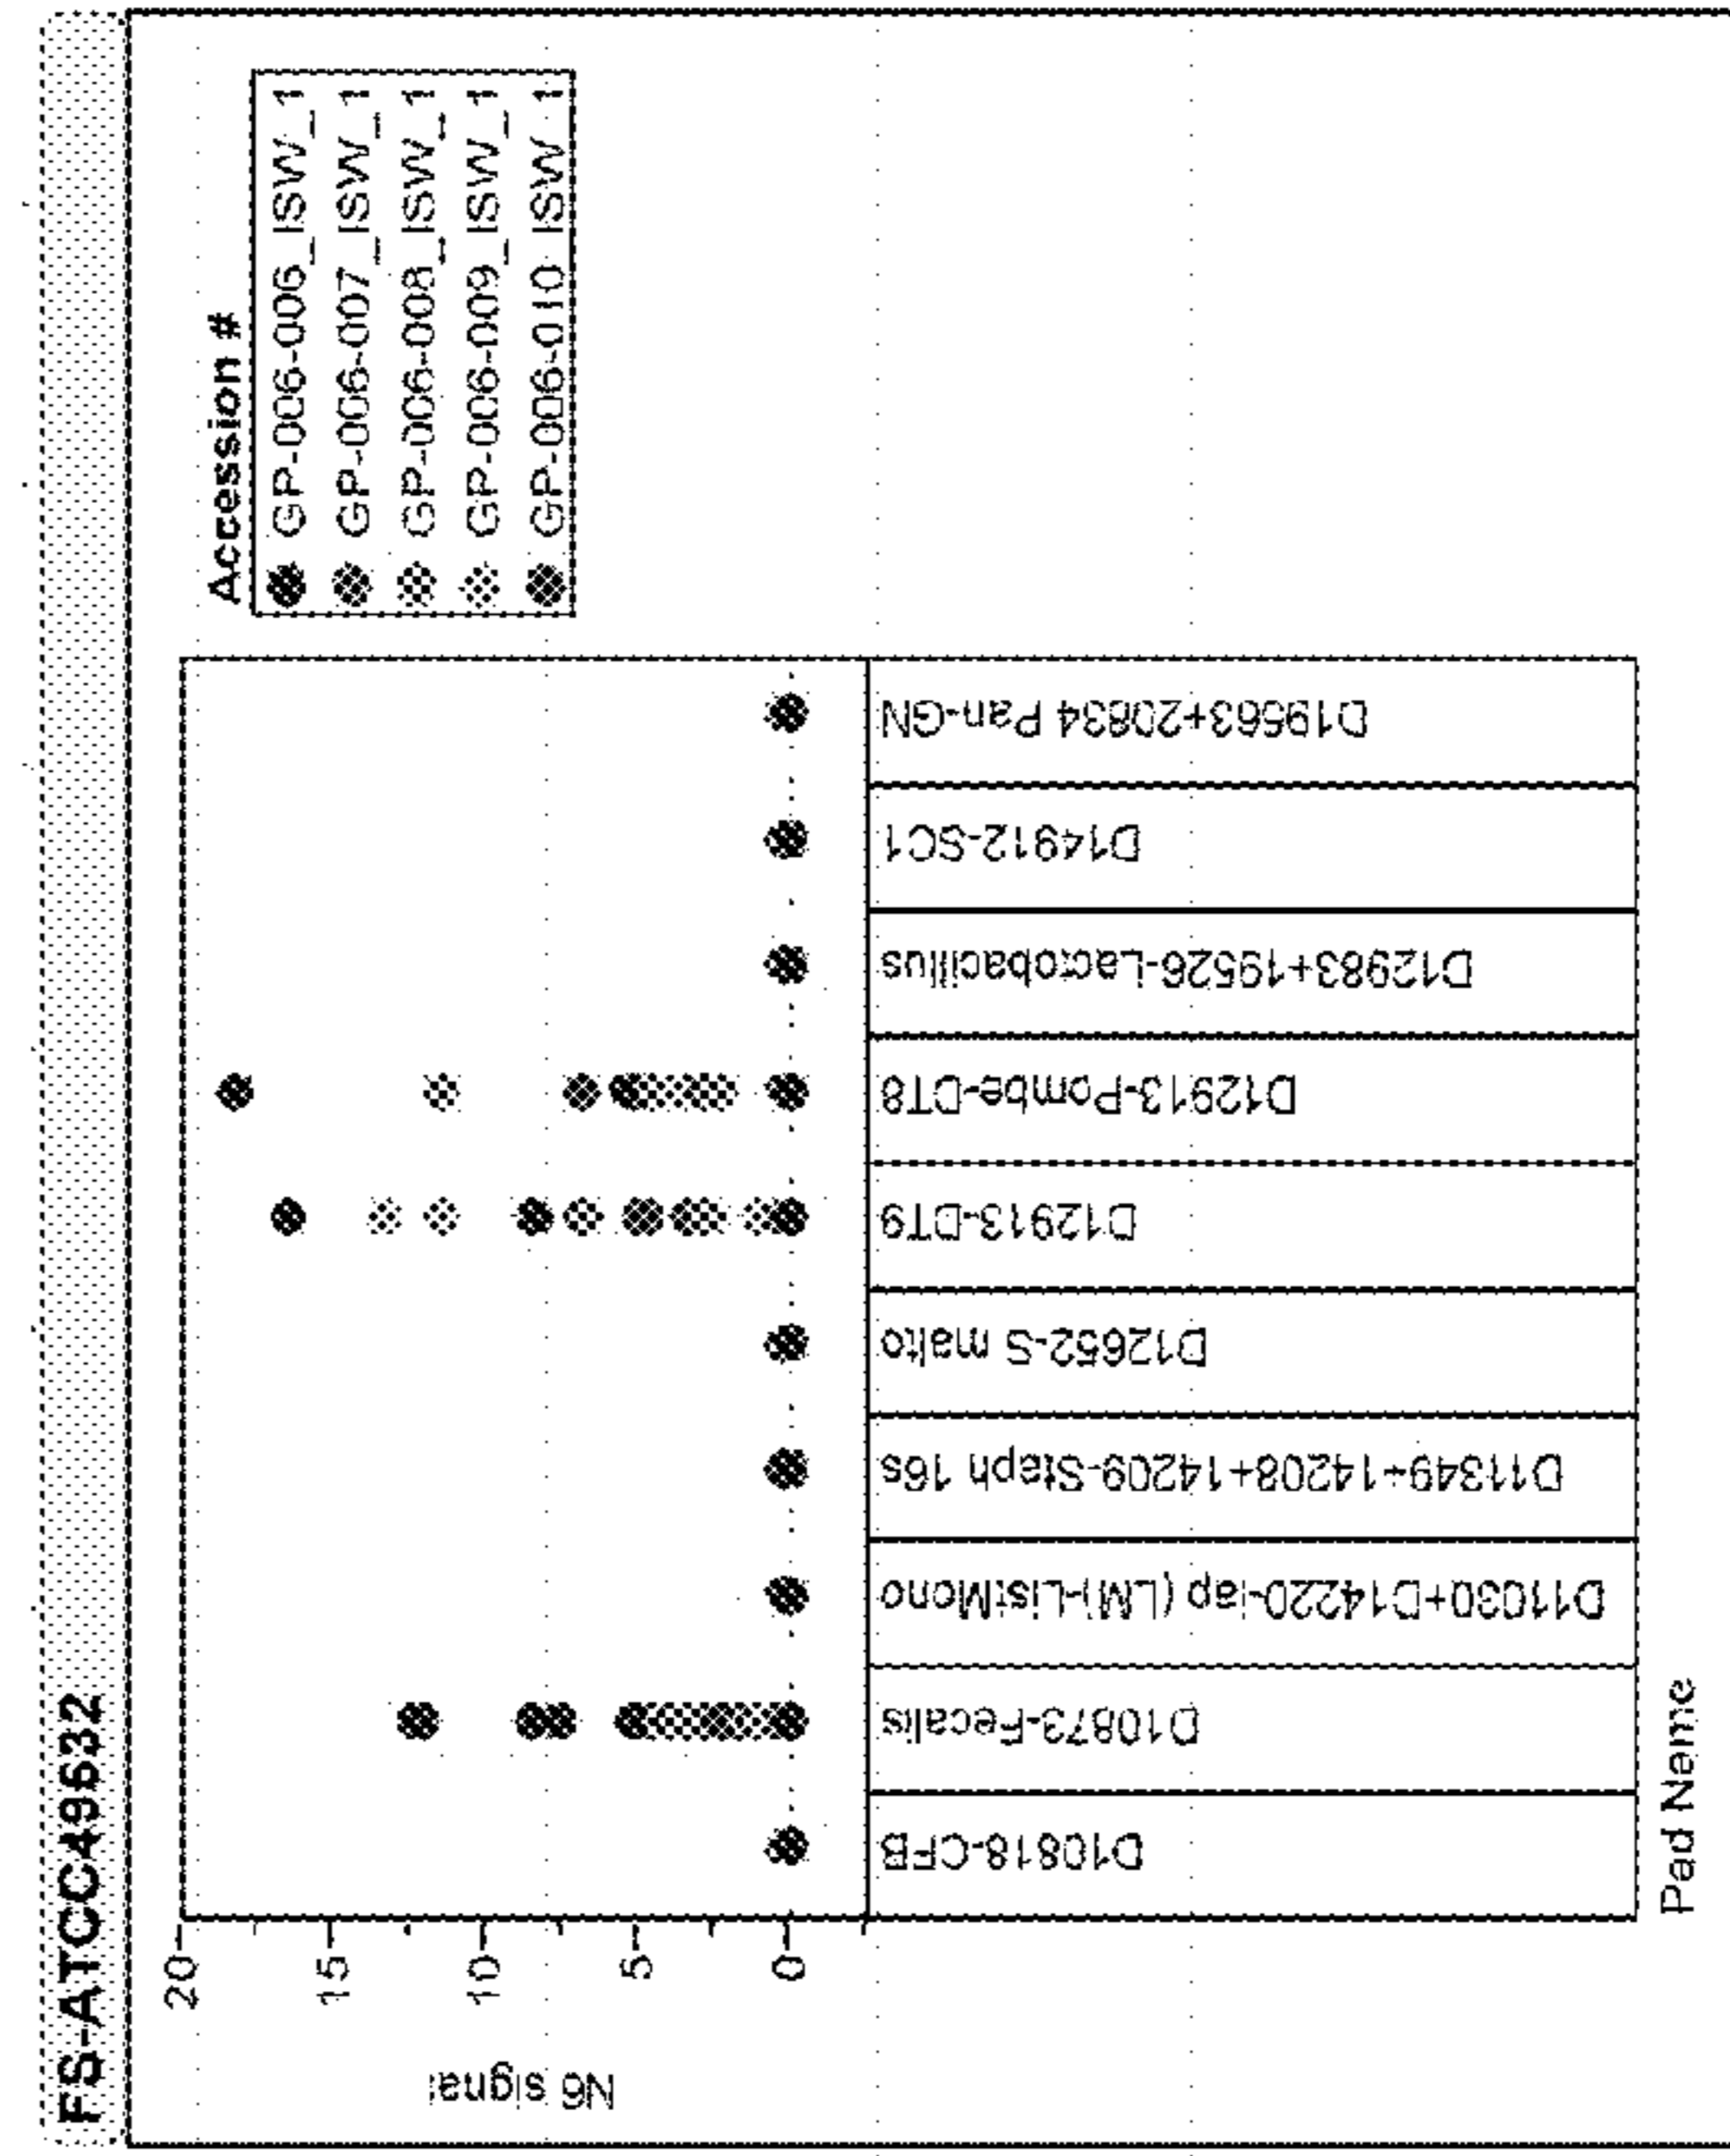 FS-ATCC49632
N6 signal
20
15
10
5
0
Accession #
GP-006-006_ISW_1
GP-006-007_ISW_1
GP-006-008_ISW_1
GP-006-009_ISW_1
GP-006-010_ISW_1
D10818-CFB
D10873-Fecalis
D11030+D14220-iap (LM)-ListMono
D11349+14208+14209-Staph 16s
D12652-S malto
D12913-DT9
D12913-Pombe-DT8
D12983+19526-Lactobacillus
D14912-SC1
D19563+20834 Pan-GN
Pad Name